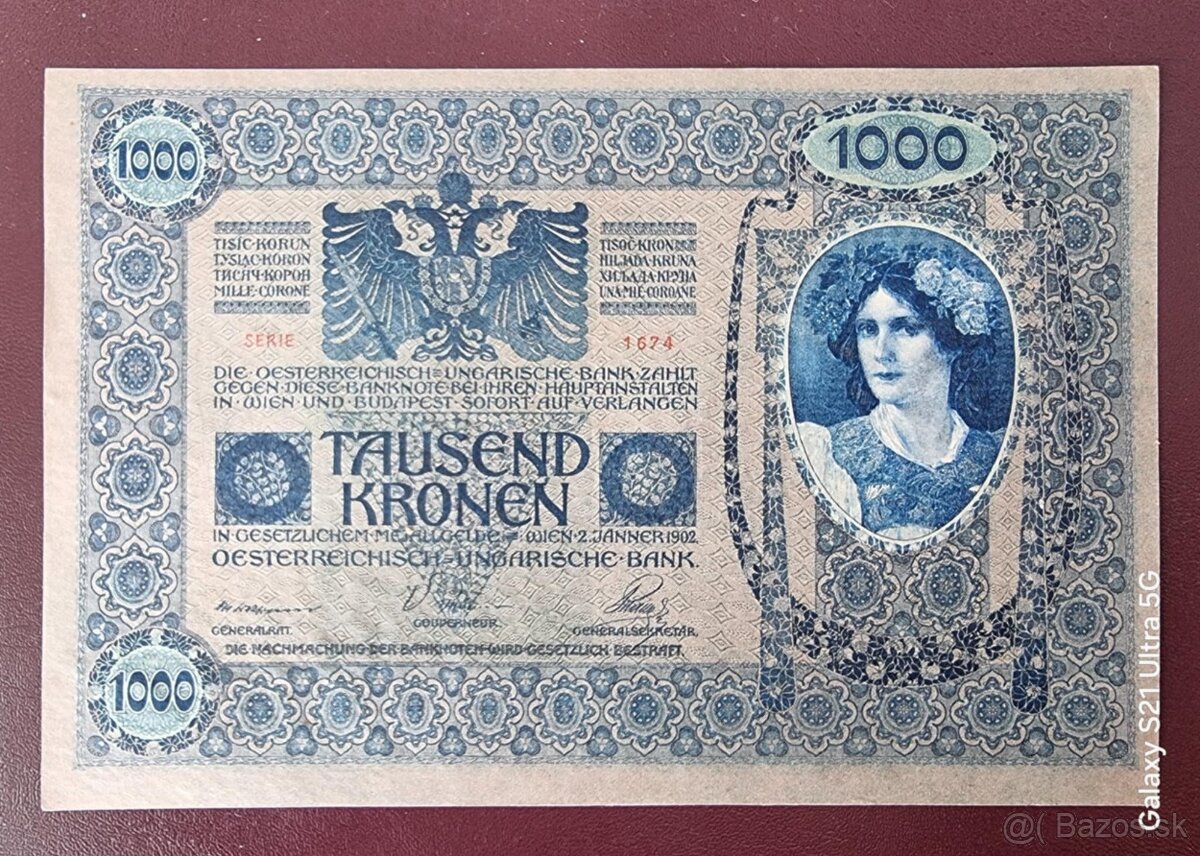 1000
1000
TISÍC·KORUN
TYSIĄC·KORON
ТИСЯЧ·КОРОН
MILLE·CORONE
TISOČ·KRON
HILJADA·KRUNA
ХИЉАДА·КРУНА
UNA·MIE·COROANE
SERIE
1674
DIE·OESTERREICHISCH=UNGARISCHE·BANK·ZAHLT
GEGEN·DIESE·BANKNOTE·BEI·IHREN·HAUPTANSTALTEN
IN·WIEN·UND·BUDAPEST·SOFORT·AUF·VERLANGEN
TAUSEND
KRONEN
IN·GESETZLICHEM·METALLGELDE=WIEN·2.JÄNNER·1902
OESTERREICHISCH=UNGARISCHE·BANK.
GENERALRAT.
GOUVERNEUR.
GENERALSEKRETÄR.
DIE NACHMACHUNG DER BANKNOTEN WIRD GESETZLICH BESTRAFT.
1000
Galaxy S21 Ultra 5G
@( Bazos.sk